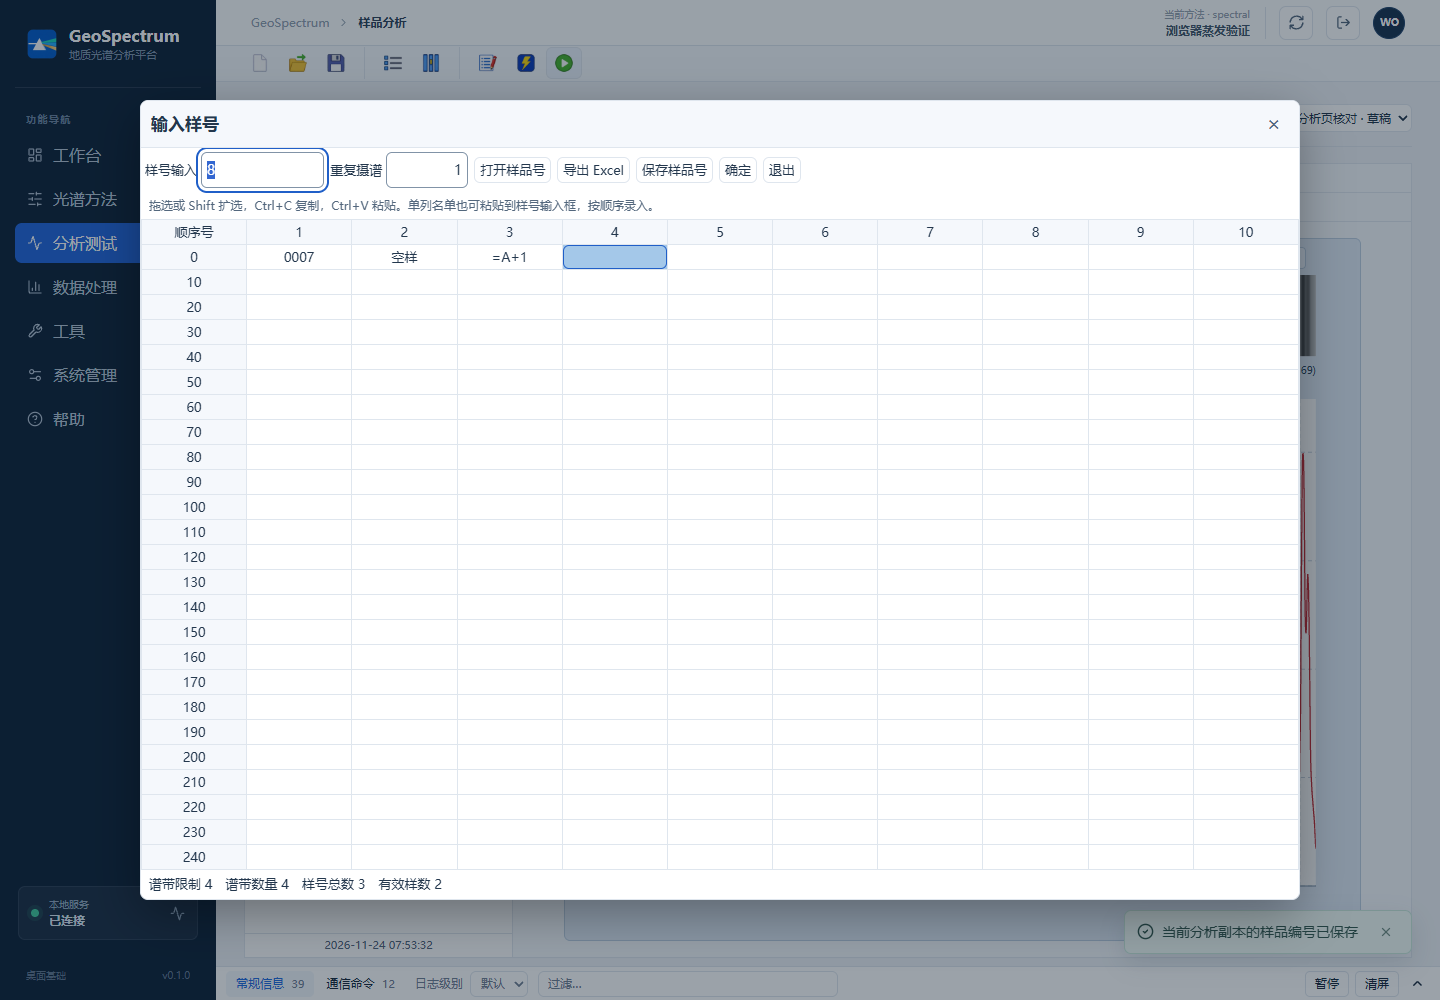 GeoSpectrum
地质光谱分析平台
功能导航
工作台
光谱方法
分析测试
数据处理
工具
系统管理
帮助
本地服务
已连接
桌面基础 v0.1.0
GeoSpectrum > 样品分析
当前方法 · spectral
浏览器蒸发验证
WO
分析页核对 · 草稿
输入样号
样号输入 8 重复摄谱 1 打开样品号 导出 Excel 保存样品号 确定 退出
拖选或 Shift 扩选，Ctrl+C 复制，Ctrl+V 粘贴。单列名单也可粘贴到样号输入框，按顺序录入。
顺序号 1 2 3 4 5 6 7 8 9 10
0 0007 空样 =A+1
10
20
30
40
50
60
70
80
90
100
110
120
130
140
150
160
170
180
190
200
210
220
230
240
谱带限制 4 谱带数量 4 样号总数 3 有效样数 2
69)
2026-11-24 07:53:32
当前分析副本的样品编号已保存
常规信息 39 通信命令 12 日志级别 默认 过滤... 暂停 清屏